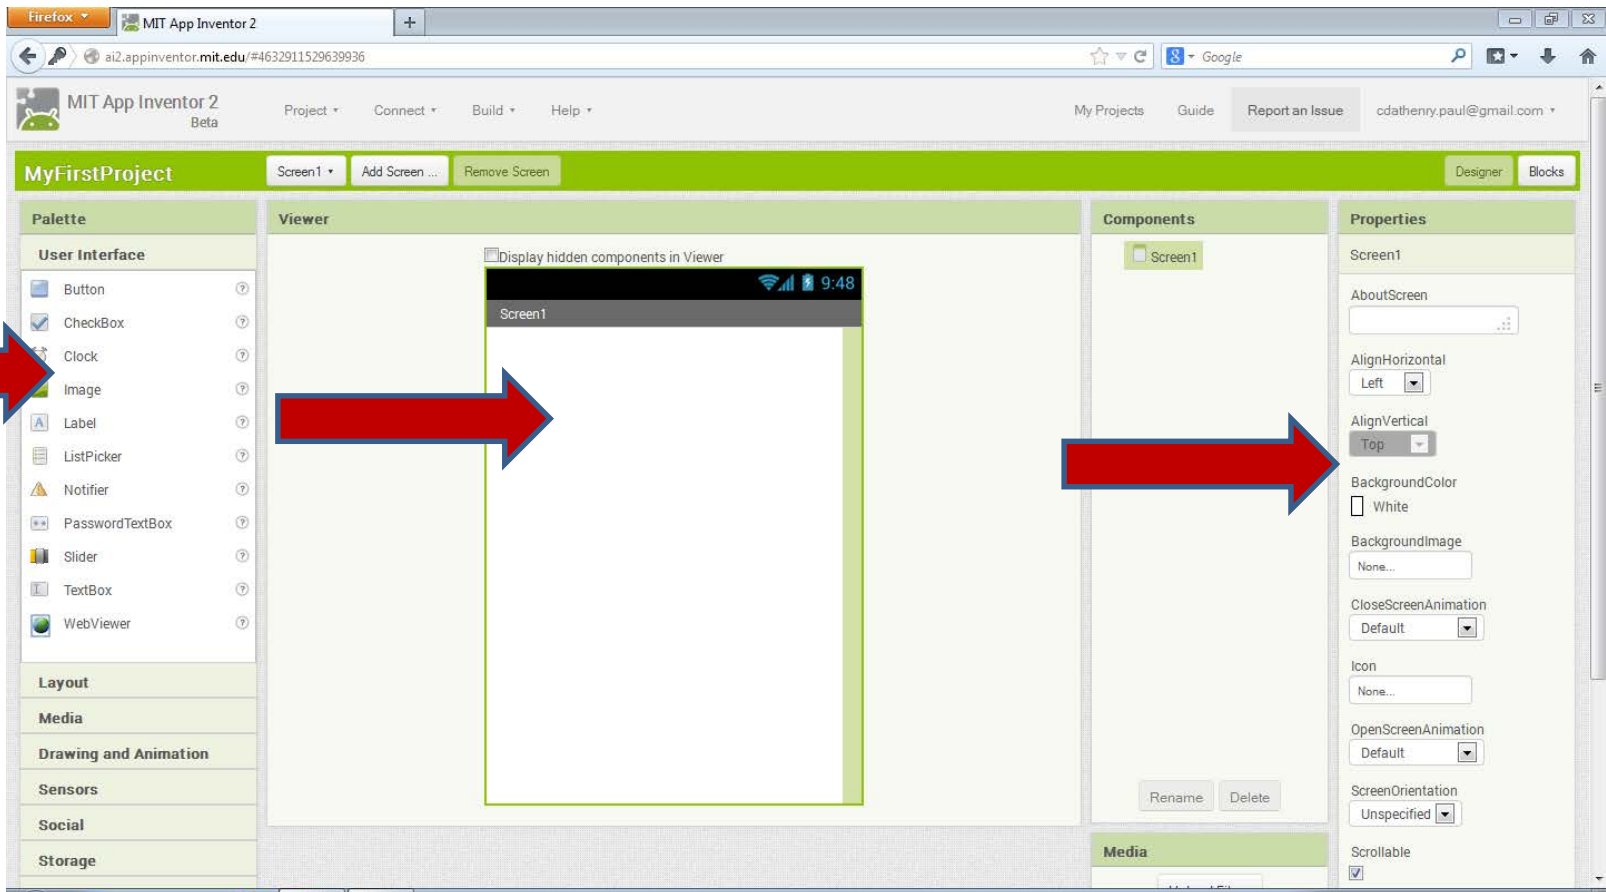 Firefox
MIT App Inventor 2
+
ai2.appinventor.mit.edu/#4632911529639936
8 Google
MIT App Inventor 2
Beta
Project Connect Build Help
My Projects Guide Report an Issue cdathenry.paul@gmail.com
MyFirstProject
Screen1 Add Screen ... Remove Screen
Designer Blocks
Palette
User Interface
Button ?
CheckBox ?
Clock ?
Image ?
Label ?
ListPicker ?
Notifier ?
PasswordTextBox ?
Slider ?
TextBox ?
WebViewer ?
Layout
Media
Drawing and Animation
Sensors
Social
Storage
Viewer
Display hidden components in Viewer
9:48
Screen1
Components
Screen1
Rename Delete
Media
Properties
Screen1
AboutScreen
AlignHorizontal
Left
AlignVertical
Top
BackgroundColor
White
BackgroundImage
None...
CloseScreenAnimation
Default
Icon
None...
OpenScreenAnimation
Default
ScreenOrientation
Unspecified
Scrollable